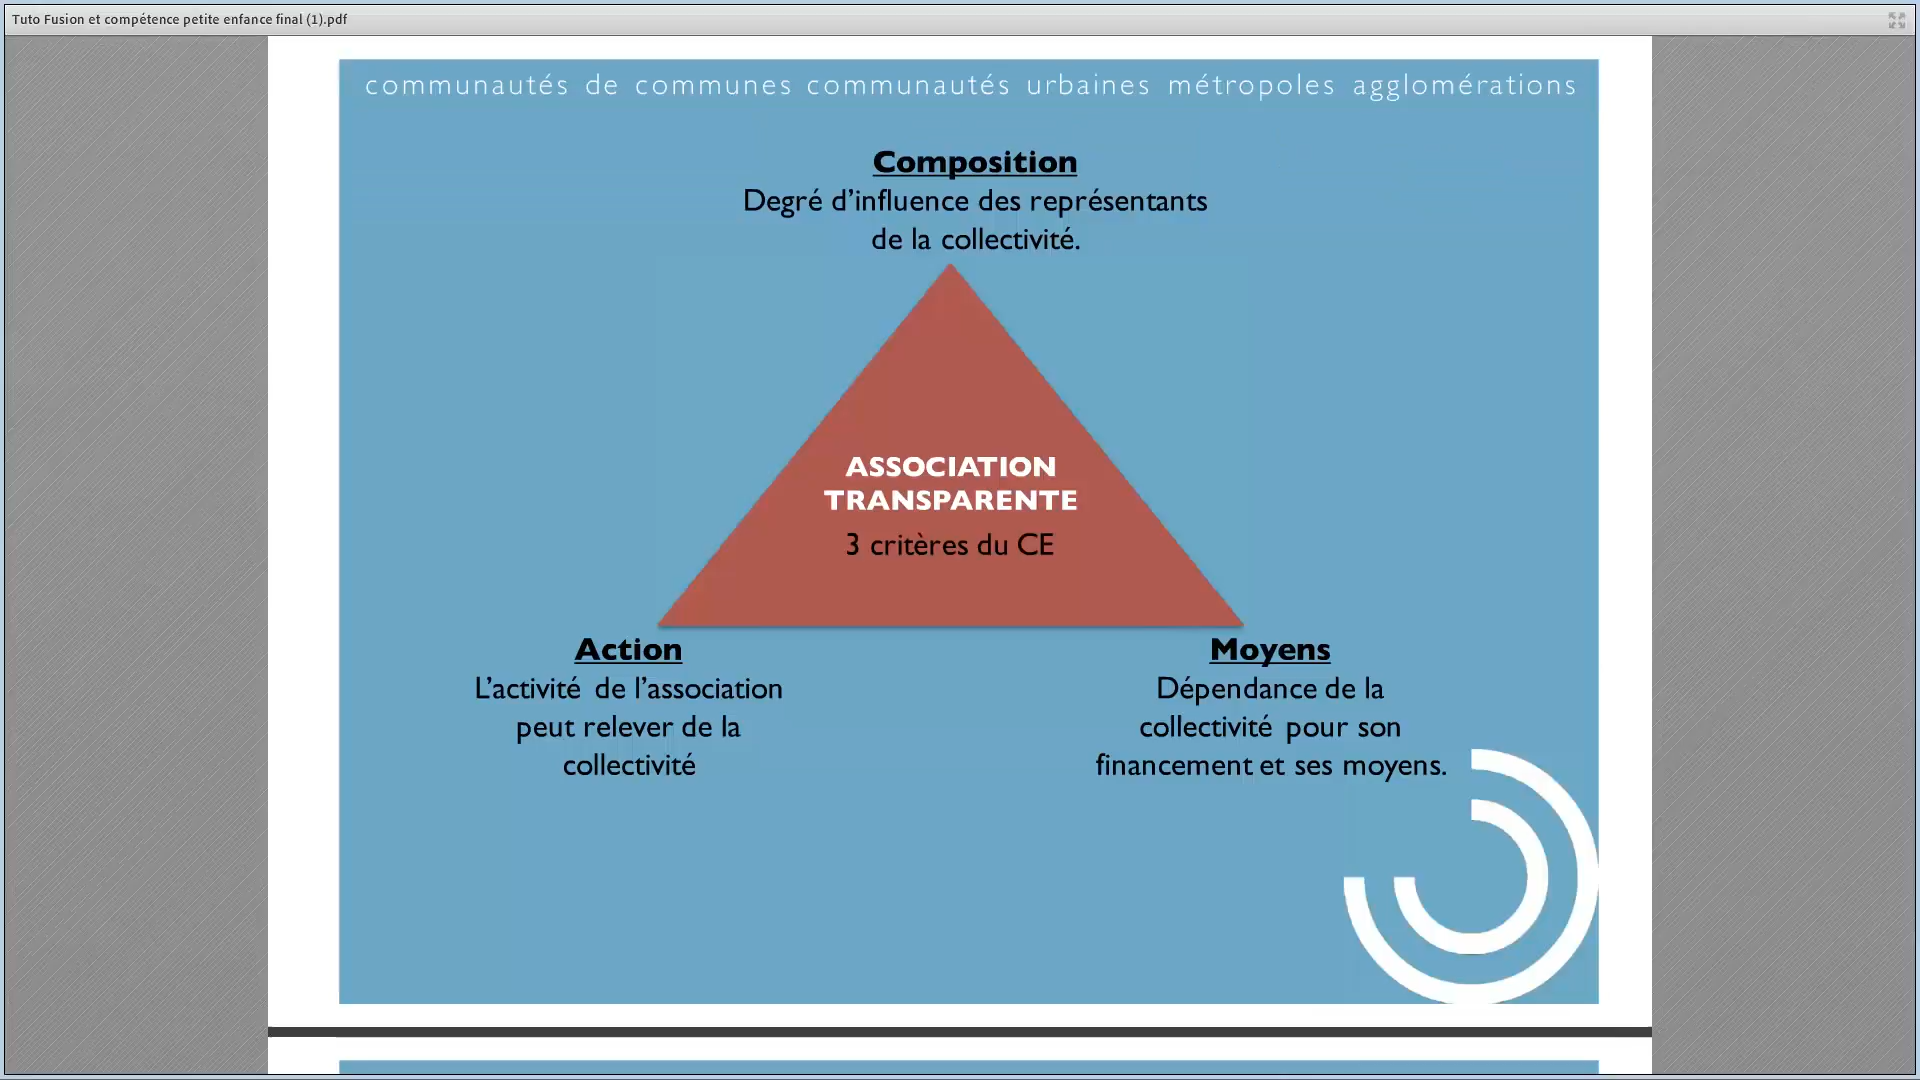 Tuto Fusion et compétence petite enfance final (1).pdf
communautés de communes communautés urbaines métropoles agglomérations
Composition
Degré d’influence des représentants
de la collectivité.
ASSOCIATION
TRANSPARENTE
3 critères du CE
Action
L’activité de l’association
peut relever de la
collectivité
Moyens
Dépendance de la
collectivité pour son
financement et ses moyens.